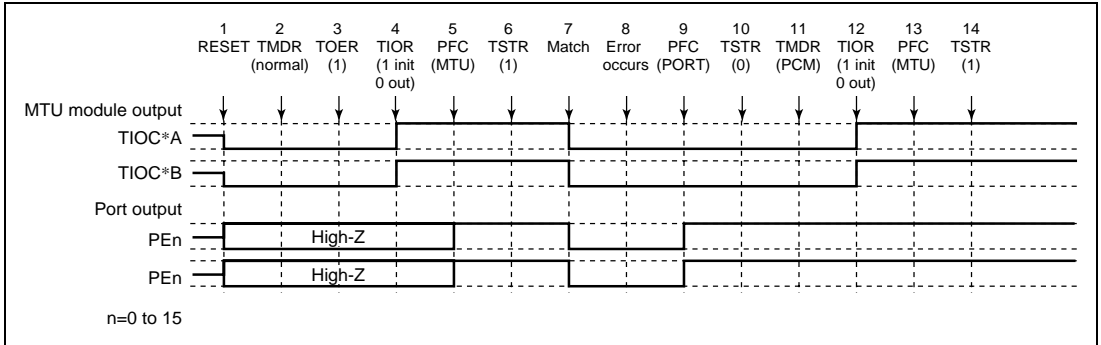 1 2 3 4 5 6 7 8 9 10 11 12 13 14
RESET TMDR TOER TIOR PFC TSTR Match Error PFC TSTR TMDR TIOR PFC TSTR
(normal) (1) (1 init (MTU) (1) occurs (PORT) (0) (PCM) (1 init (MTU) (1)
0 out) 0 out)
MTU module output
TIOC*A
TIOC*B
Port output
PEn High-Z
PEn High-Z
n=0 to 15